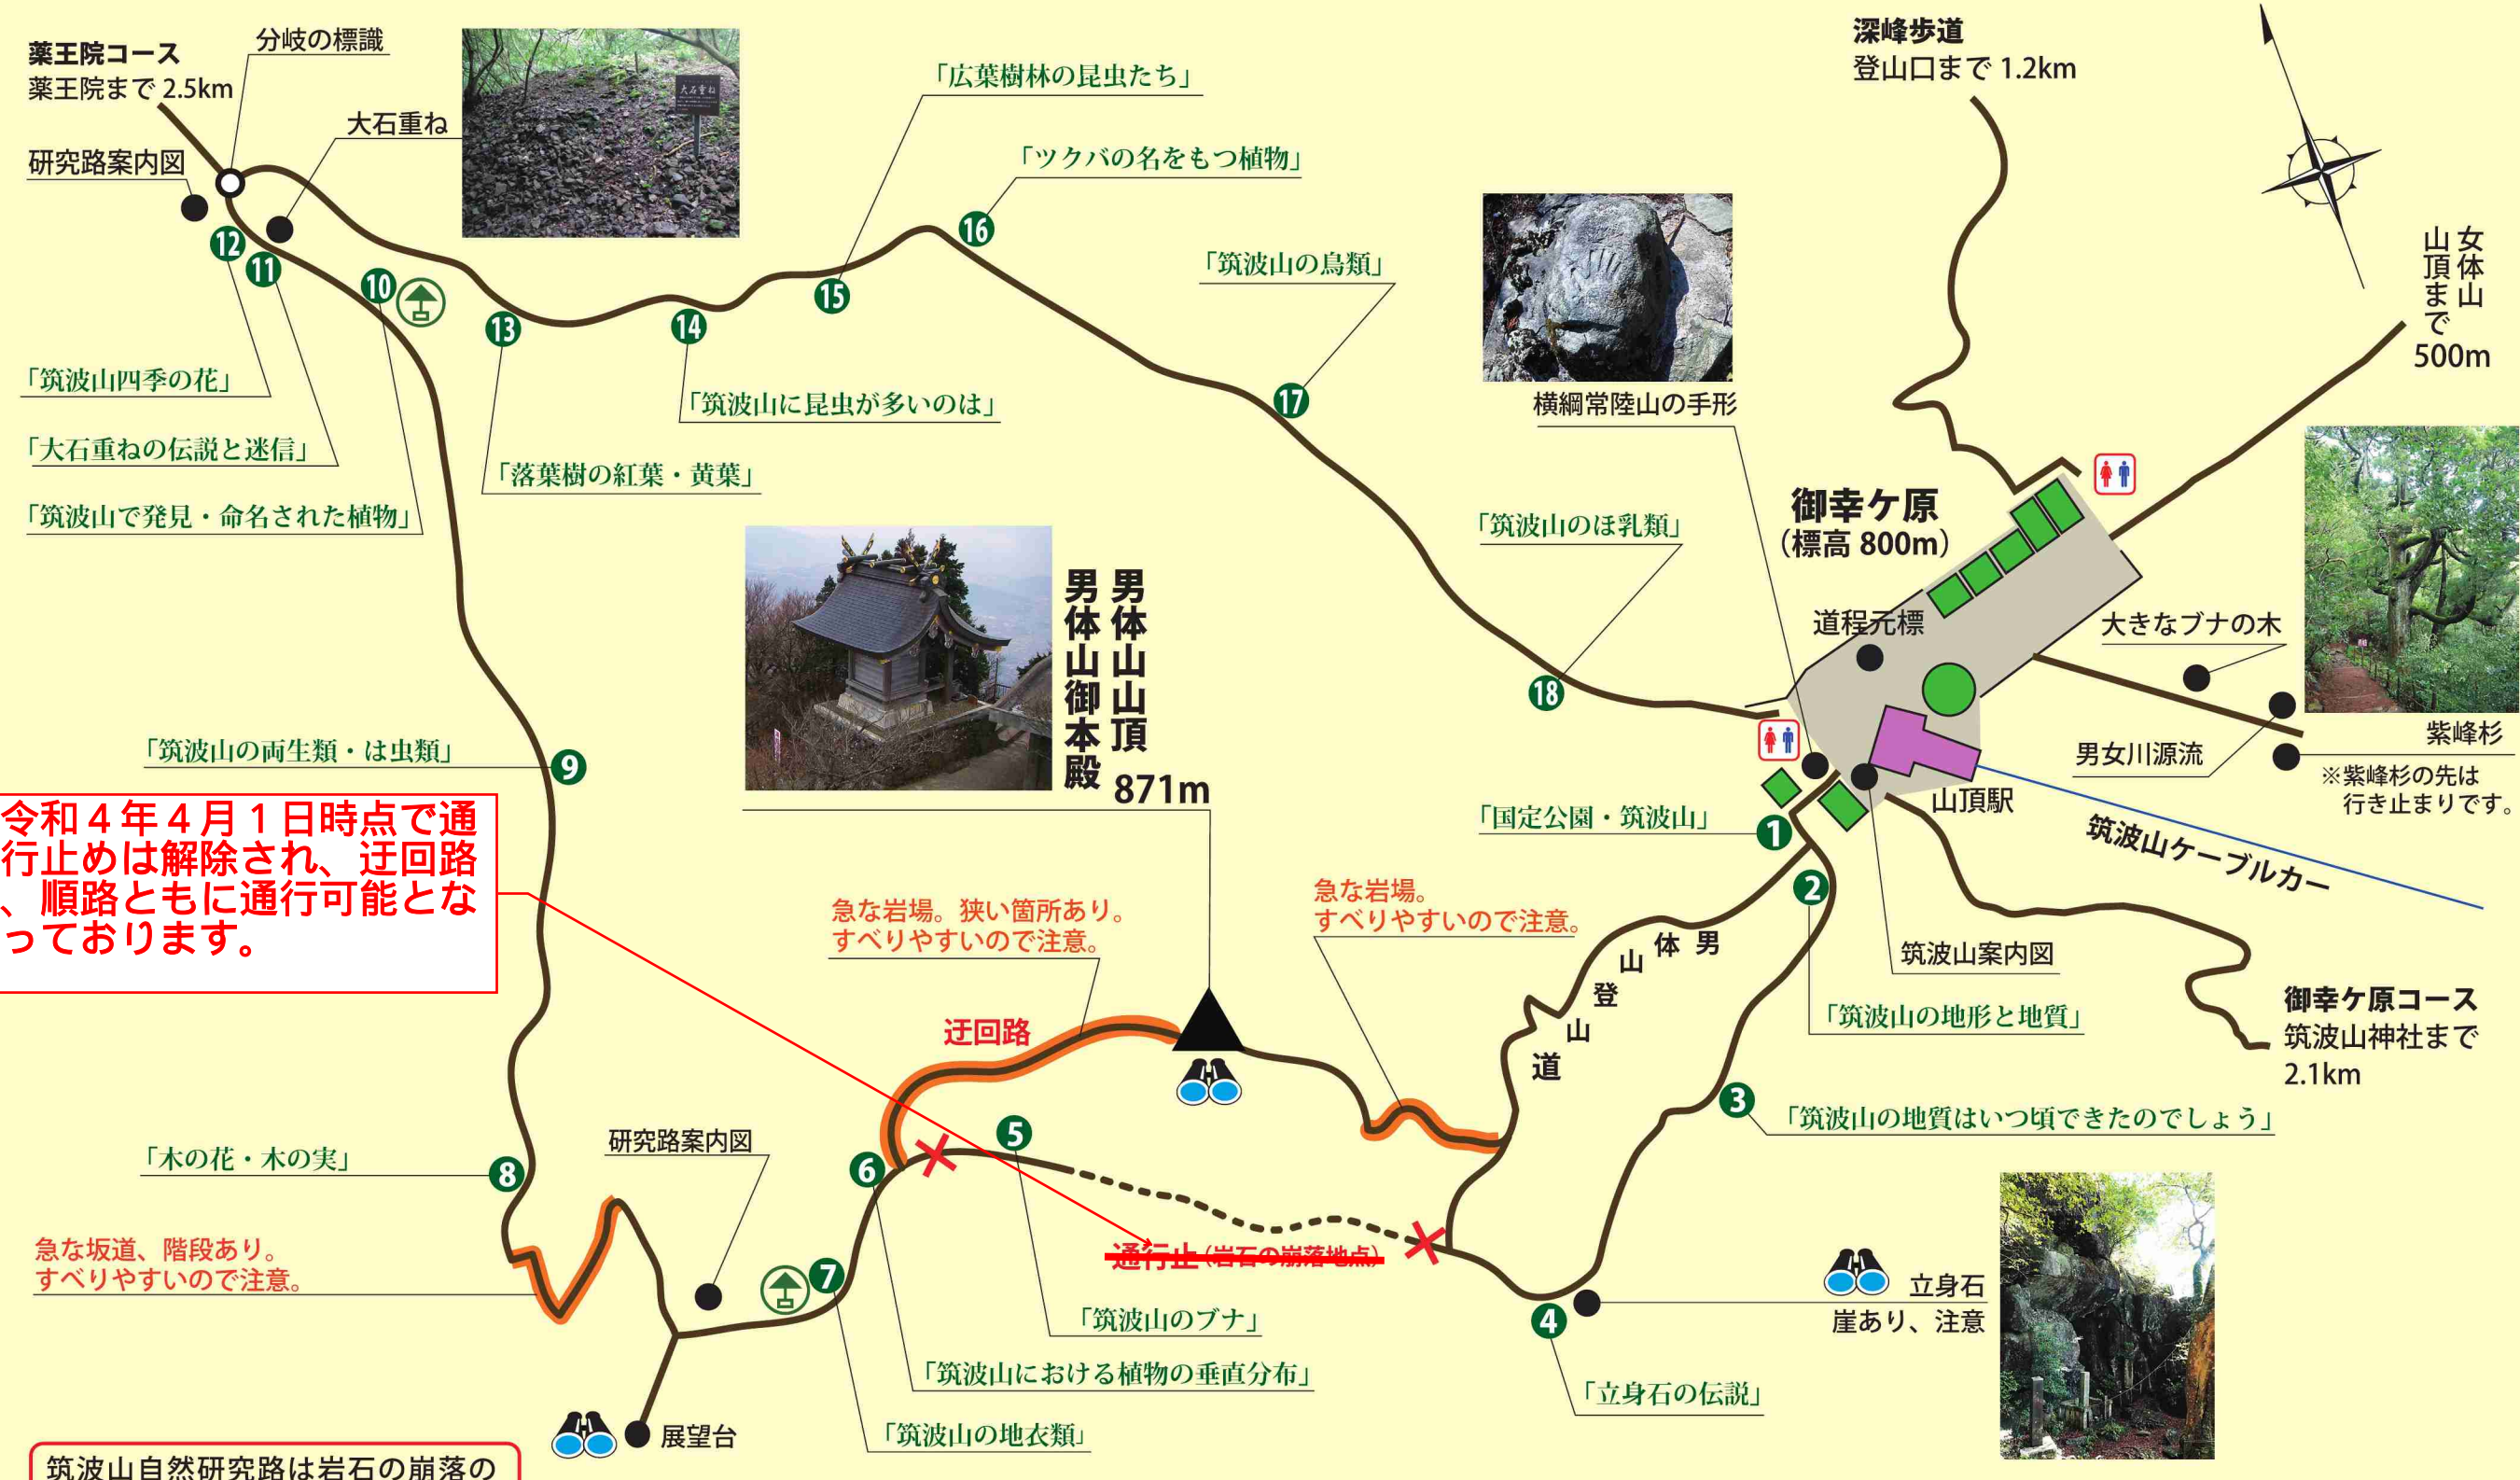 薬王院コース
薬王院まで 2.5km
分岐の標識
大石重ね
研究路案内図
大石重ね
「広葉樹林の昆虫たち」
「ツクバの名をもつ植物」
「筑波山の鳥類」
深峰歩道
登山口まで 1.2km
女体山
山頂まで
500m
横綱常陸山の手形
12
11
10
13
14
15
16
17
18
「筑波山四季の花」
「大石重ねの伝説と迷信」
「筑波山で発見・命名された植物」
「落葉樹の紅葉・黄葉」
「筑波山に昆虫が多いのは」
「筑波山のほ乳類」
御幸ケ原
（標高 800m）
道程元標
大きなブナの木
男女川源流
紫峰杉
※紫峰杉の先は
行き止まりです。
山頂駅
筑波山ケーブルカー
男体山山頂
871m
男体山御本殿
「筑波山の両生類・は虫類」
9
令和４年４月１日時点で通
行止めは解除され、迂回路
、順路ともに通行可能とな
っております。
「国定公園・筑波山」
1
2
筑波山案内図
「筑波山の地形と地質」
御幸ケ原コース
筑波山神社まで
2.1km
急な岩場。狭い箇所あり。
すべりやすいので注意。
急な岩場。
すべりやすいので注意。
男体山登山道
迂回路
3
「筑波山の地質はいつ頃できたのでしょう」
5
6
「木の花・木の実」
8
研究路案内図
急な坂道、階段あり。
すべりやすいので注意。
7
通行止（岩石の崩落地点）
「筑波山のブナ」
「筑波山における植物の垂直分布」
「筑波山の地衣類」
4
「立身石の伝説」
立身石
崖あり、注意
展望台
筑波山自然研究路は岩石の崩落の